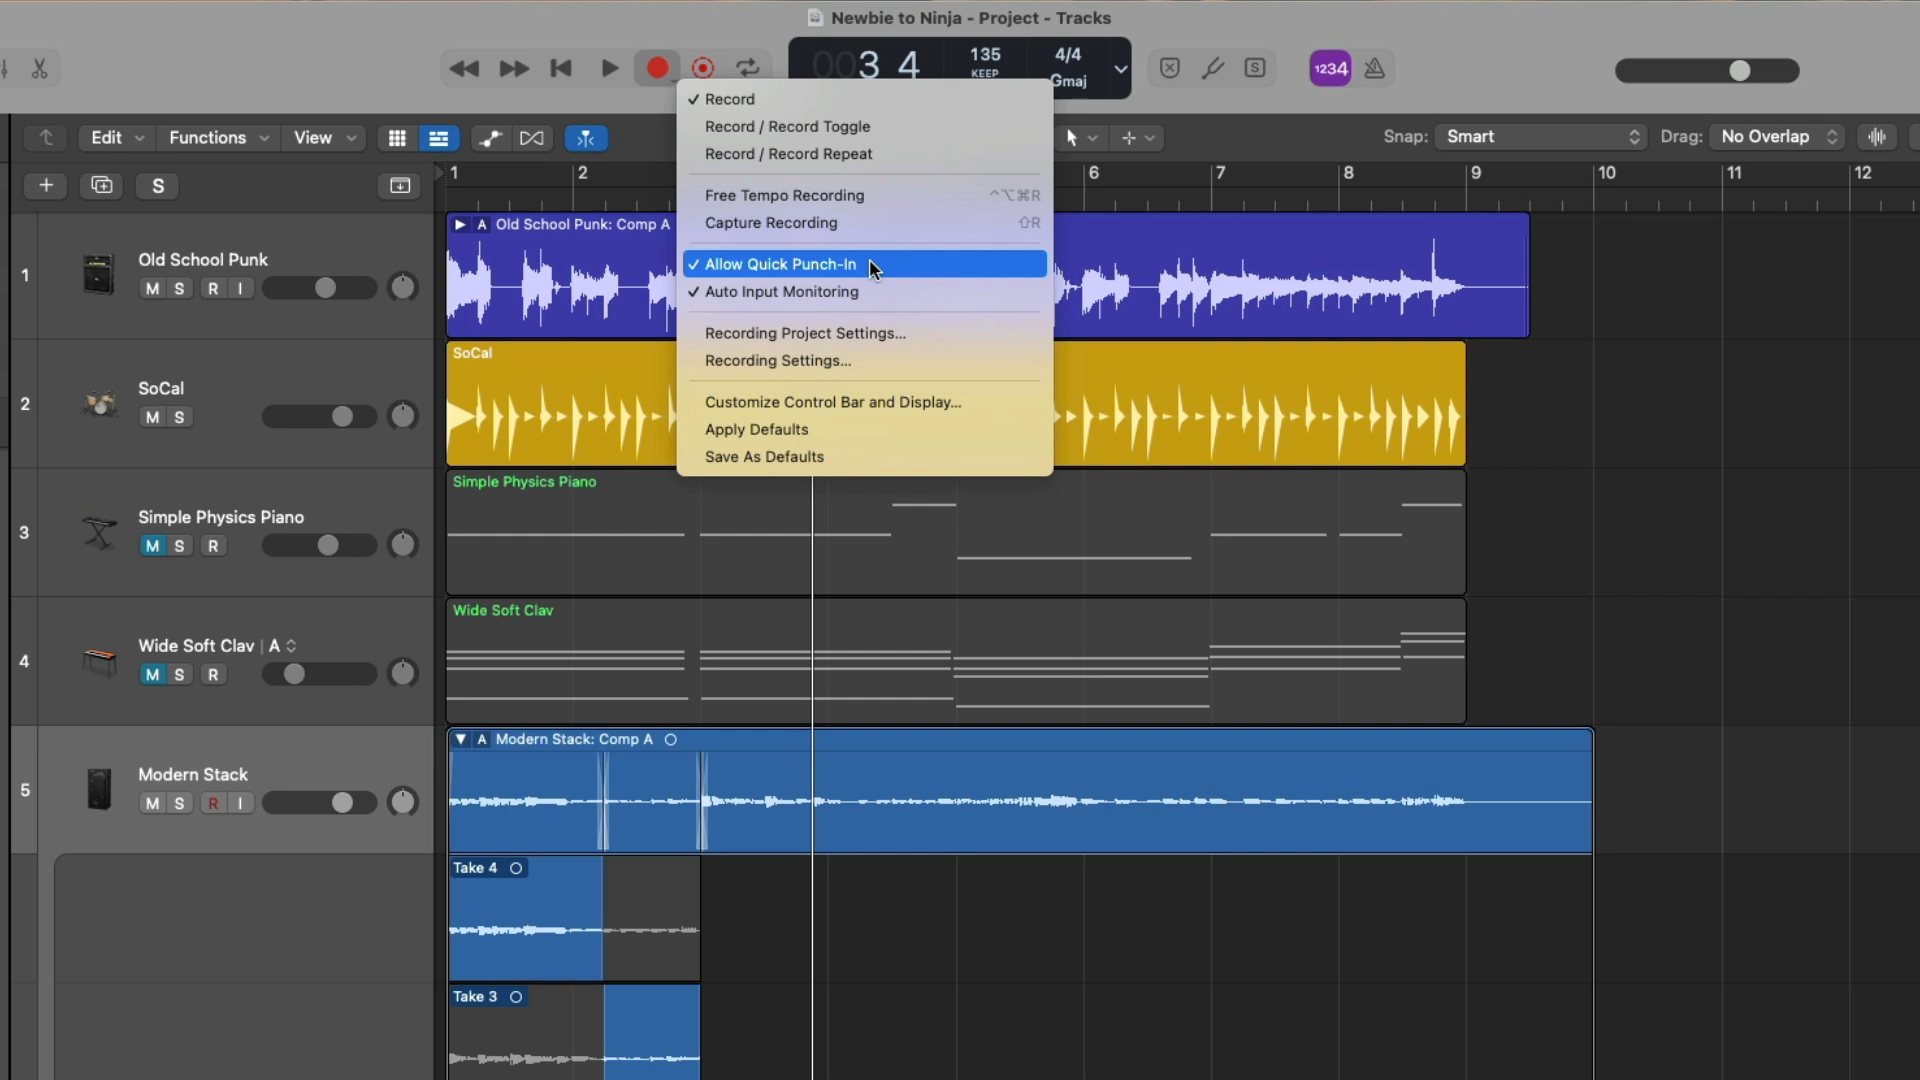 Newbie to Ninja - Project - Tracks
003 4
135
KEEP
4/4
Gmaj
S
1234
✓ Record
Record / Record Toggle
Record / Record Repeat
Free Tempo Recording ⌃⌥⌘R
Capture Recording ⇧R
✓ Allow Quick Punch-In
✓ Auto Input Monitoring
Recording Project Settings...
Recording Settings...
Customize Control Bar and Display...
Apply Defaults
Save As Defaults
Edit Functions View
Snap: Smart Drag: No Overlap
S
1 2 6 7 8 9 10 11 12
1
Old School Punk
M S R I
A Old School Punk: Comp A
2
SoCal
M S
SoCal
3
Simple Physics Piano
M S R
Simple Physics Piano
4
Wide Soft Clav | A
M S R
Wide Soft Clav
5
Modern Stack
M S R I
A Modern Stack: Comp A
Take 4
Take 3